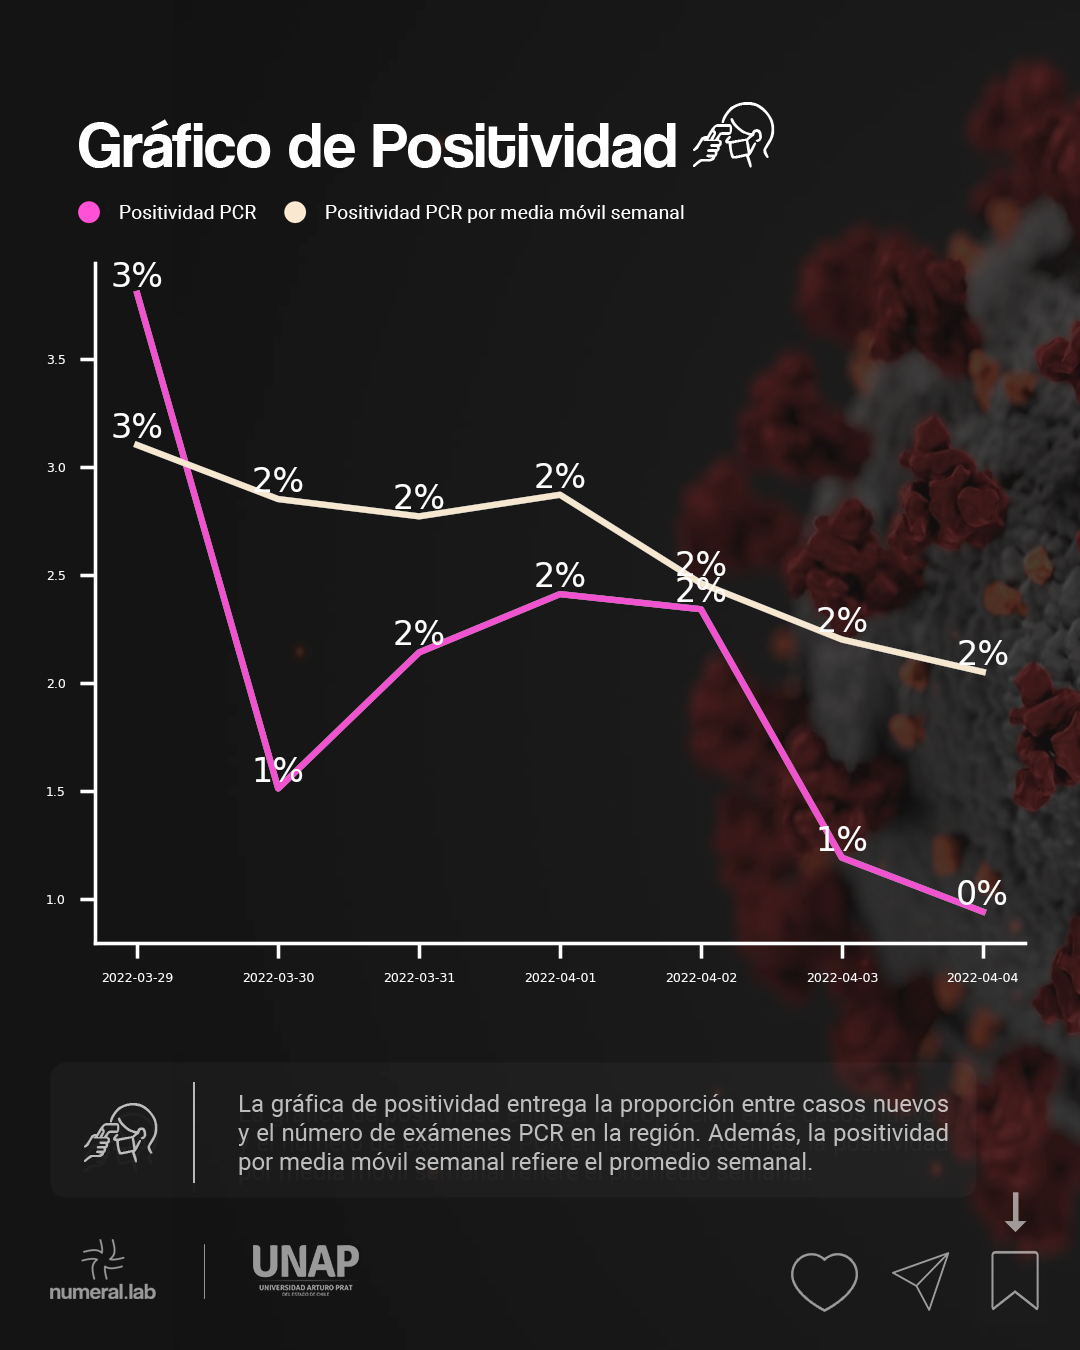 Gráfico de Positividad
Positividad PCR
Positividad PCR por media móvil semanal
3%
3%
2%
2%
2%
2%
2%
2%
1%
2%
2%
2%
1%
0%
3.5
3.0
2.5
2.0
1.5
1.0
2022-03-29
2022-03-30
2022-03-31
2022-04-01
2022-04-02
2022-04-03
2022-04-04
La gráfica de positividad entrega la proporción entre casos nuevos
y el número de exámenes PCR en la región. Además, la positividad
por media móvil semanal refiere el promedio semanal.
numeral.lab
UNAP
UNIVERSIDAD ARTURO PRAT
DEL ESTADO DE CHILE